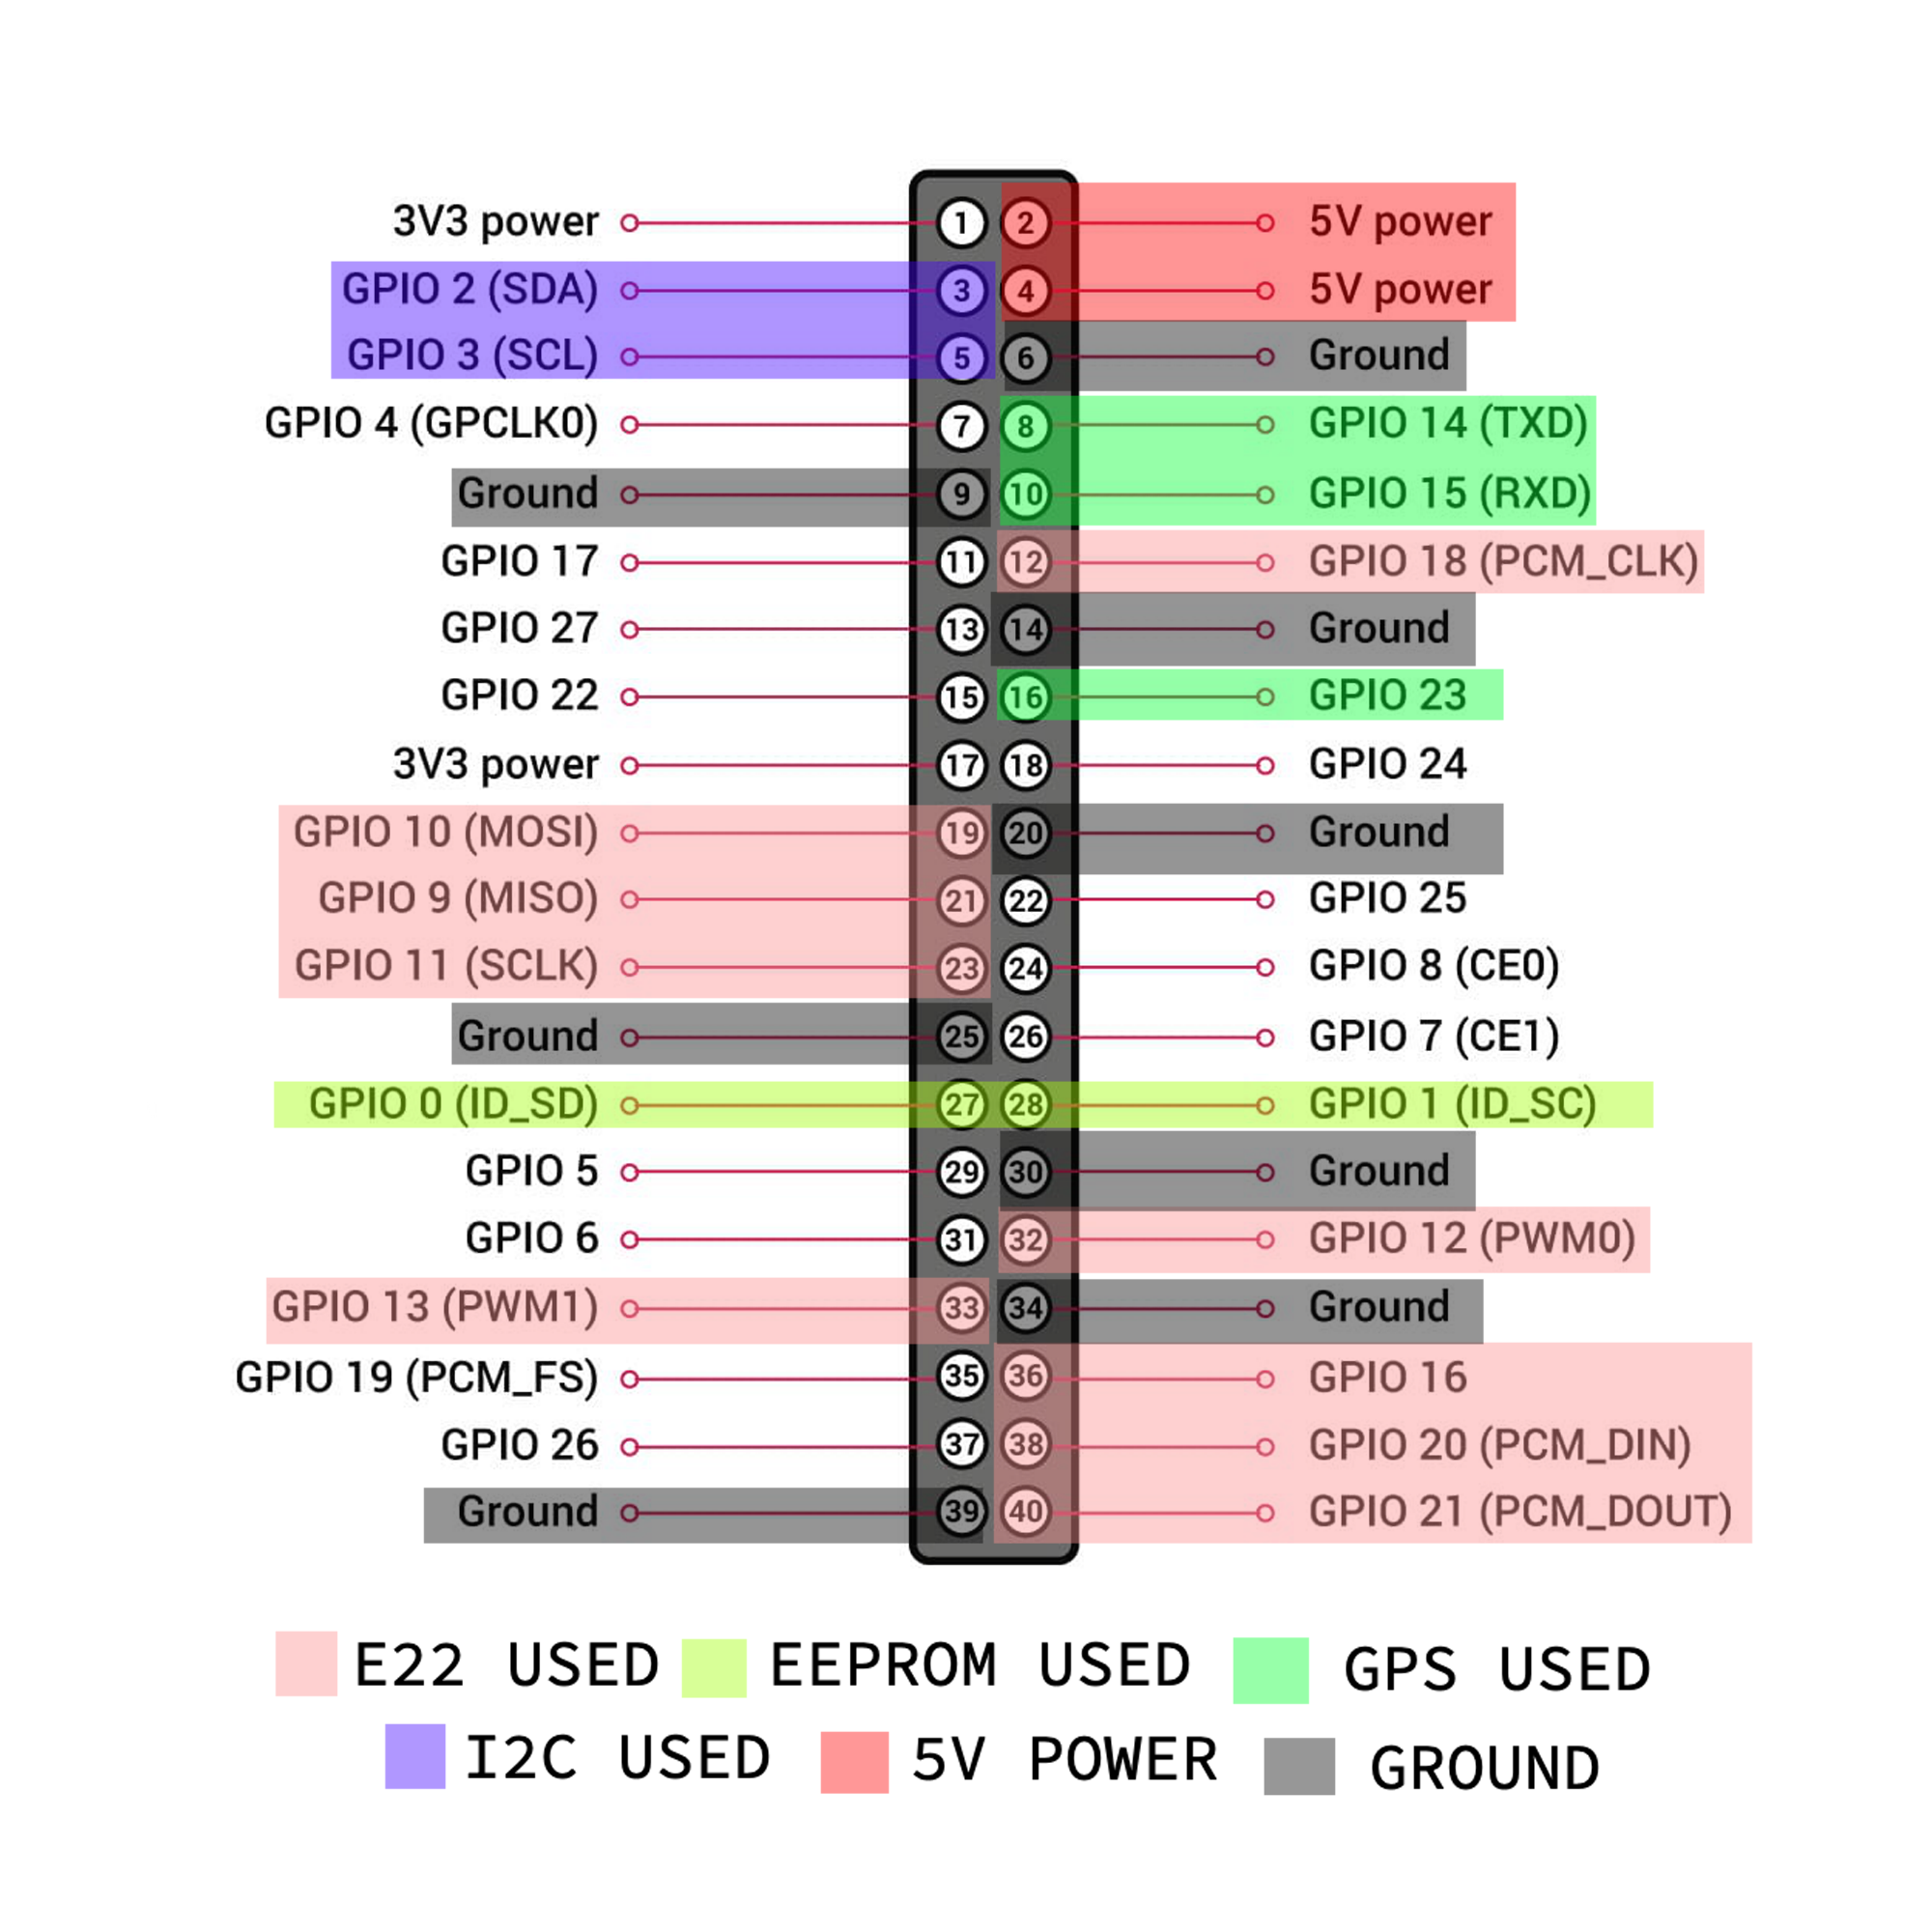 3V3 power 1 2 5V power
GPIO 2 (SDA) 3 4 5V power
GPIO 3 (SCL) 5 6 Ground
GPIO 4 (GPCLK0) 7 8 GPIO 14 (TXD)
Ground 9 10 GPIO 15 (RXD)
GPIO 17 11 12 GPIO 18 (PCM_CLK)
GPIO 27 13 14 Ground
GPIO 22 15 16 GPIO 23
3V3 power 17 18 GPIO 24
GPIO 10 (MOSI) 19 20 Ground
GPIO 9 (MISO) 21 22 GPIO 25
GPIO 11 (SCLK) 23 24 GPIO 8 (CE0)
Ground 25 26 GPIO 7 (CE1)
GPIO 0 (ID_SD) 27 28 GPIO 1 (ID_SC)
GPIO 5 29 30 Ground
GPIO 6 31 32 GPIO 12 (PWM0)
GPIO 13 (PWM1) 33 34 Ground
GPIO 19 (PCM_FS) 35 36 GPIO 16
GPIO 26 37 38 GPIO 20 (PCM_DIN)
Ground 39 40 GPIO 21 (PCM_DOUT)
E22 USED EEPROM USED GPS USED
I2C USED 5V POWER GROUND